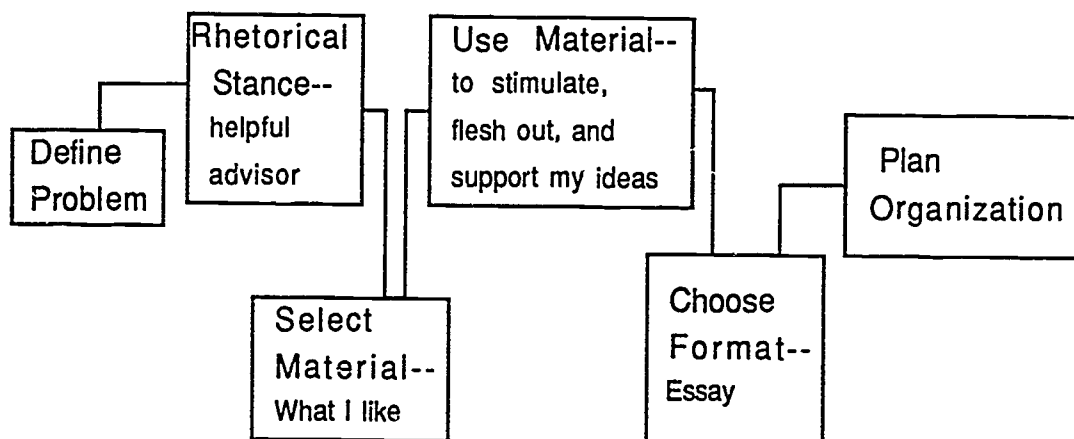 Define
Problem
Rhetorical
Stance--
helpful
advisor
Select
Material--
What I like
Use Material--
to stimulate,
flesh out, and
support my ideas
Choose
Format--
Essay
Plan
Organization